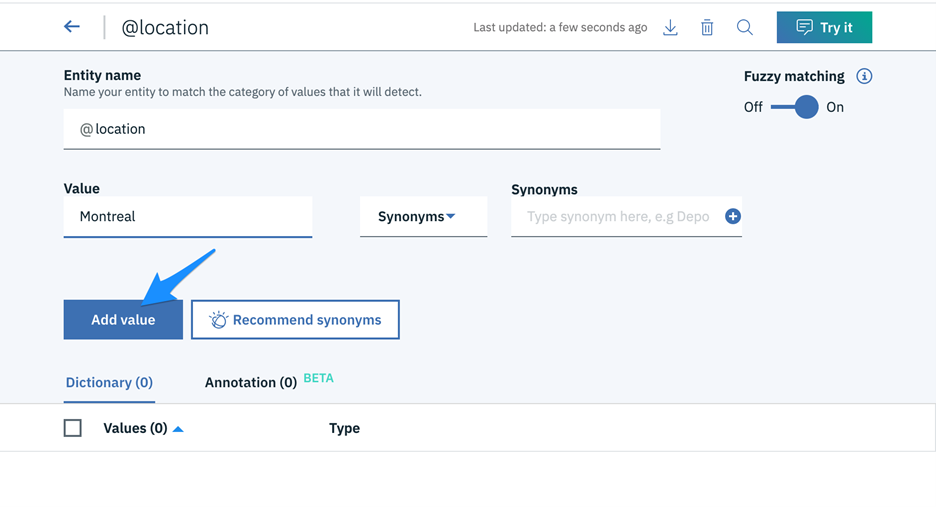 @location
Last updated: a few seconds ago
Try it
Entity name
Name your entity to match the category of values that it will detect.
Fuzzy matching
Off On
@location
Value
Synonyms
Montreal
Synonyms
Type synonym here, e.g Depo
Add value
Recommend synonyms
Dictionary (0)
Annotation (0) BETA
Values (0)
Type